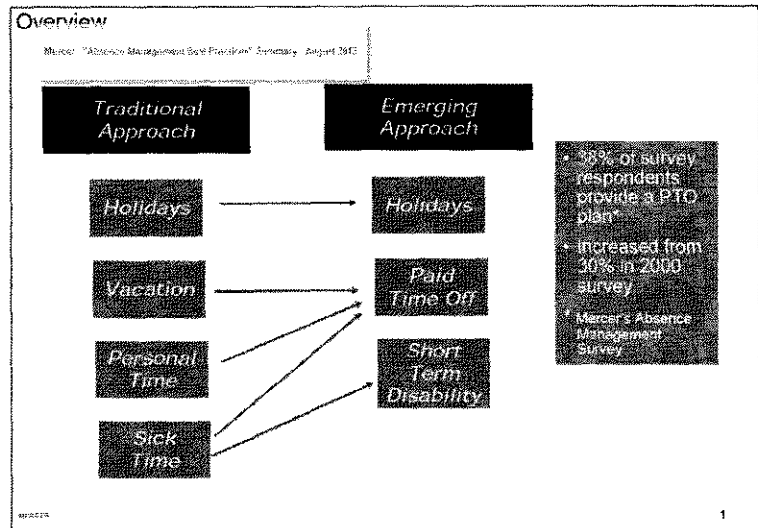 Overview
Mercer "Absence Management Best Practices" Summary August
Traditional
Approach
Emerging
Approach
Holidays
Holidays
Vacation
Paid
Time Off
Personal
Time
Short
Term
Disability
Sick
Time
• 38% of survey
respondents
provide a PTO
plan*
• Increased from
30% in 2000
survey
* Mercer's Absence
Management
Survey
MERCER
1